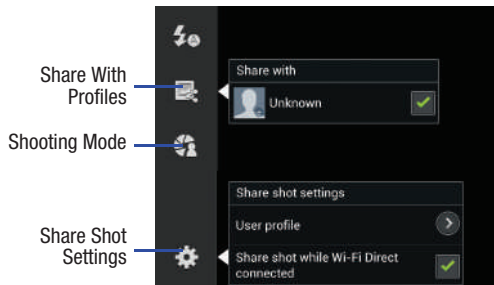 Share With
Profiles
Shooting Mode
Share Shot
Settings
Share with
Unknown
Share shot settings
User profile
Share shot while Wi-Fi Direct
connected